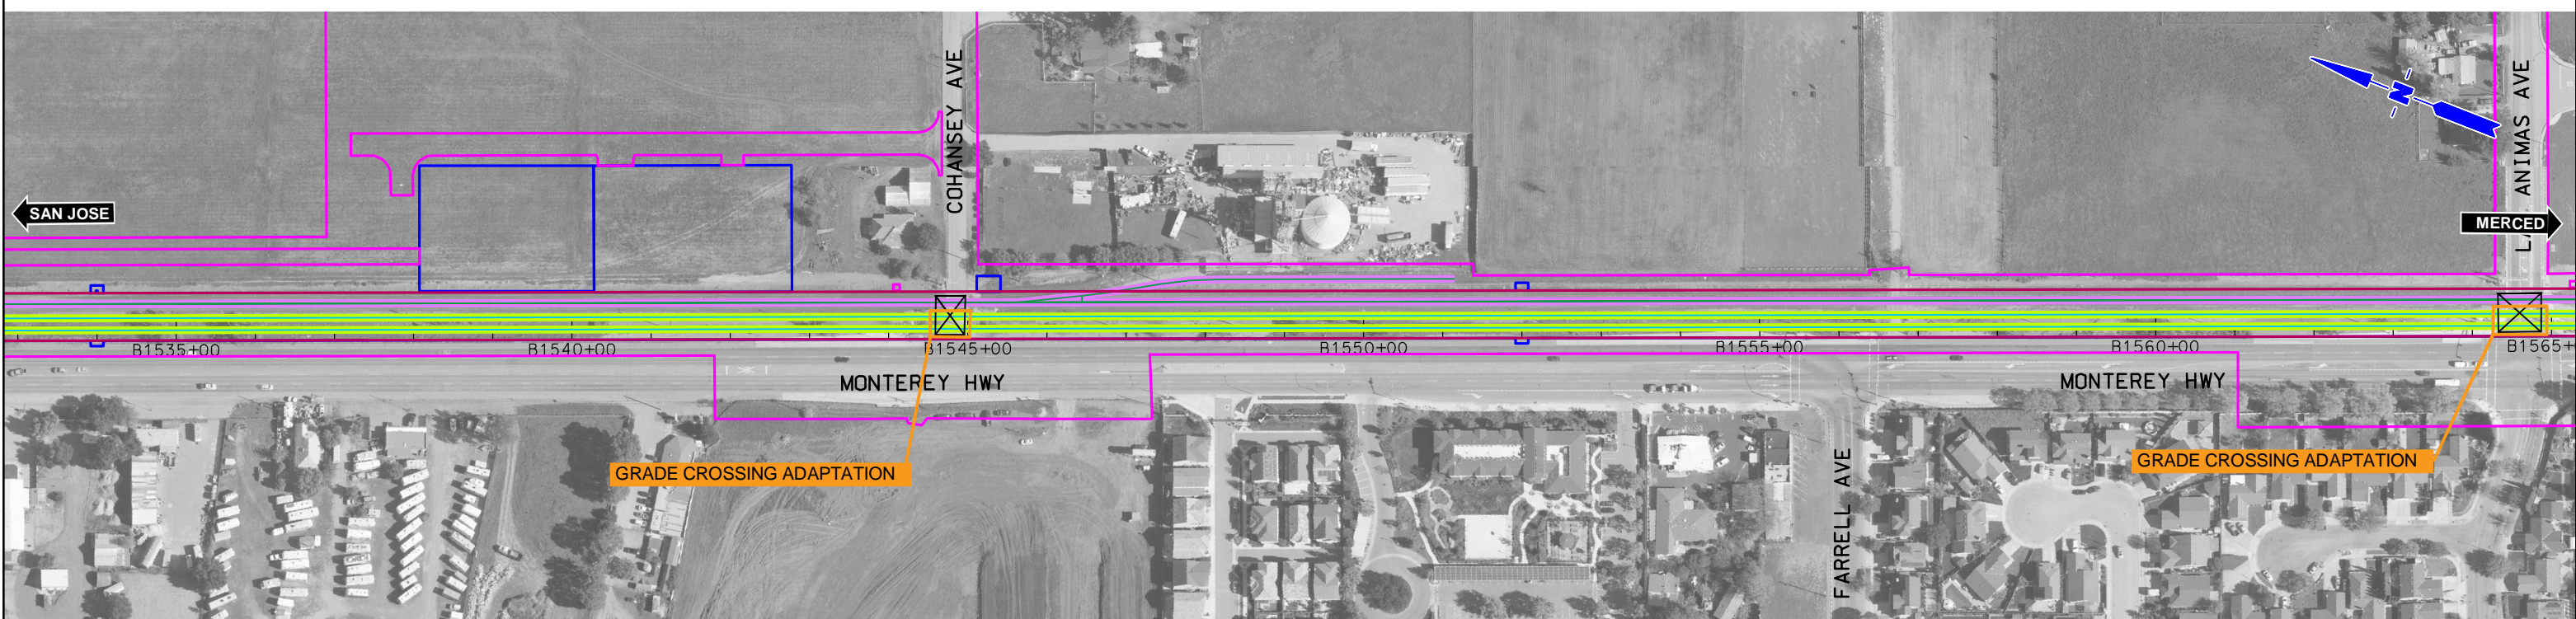 COHANSEY AVE
N
LAS ANIMAS AVE
SAN JOSE
MERCED
B1535+00
B1540+00
B1545+00
B1550+00
B1555+00
B1560+00
B1565+
MONTEREY HWY
MONTEREY HWY
GRADE CROSSING ADAPTATION
GRADE CROSSING ADAPTATION
FARRELL AVE